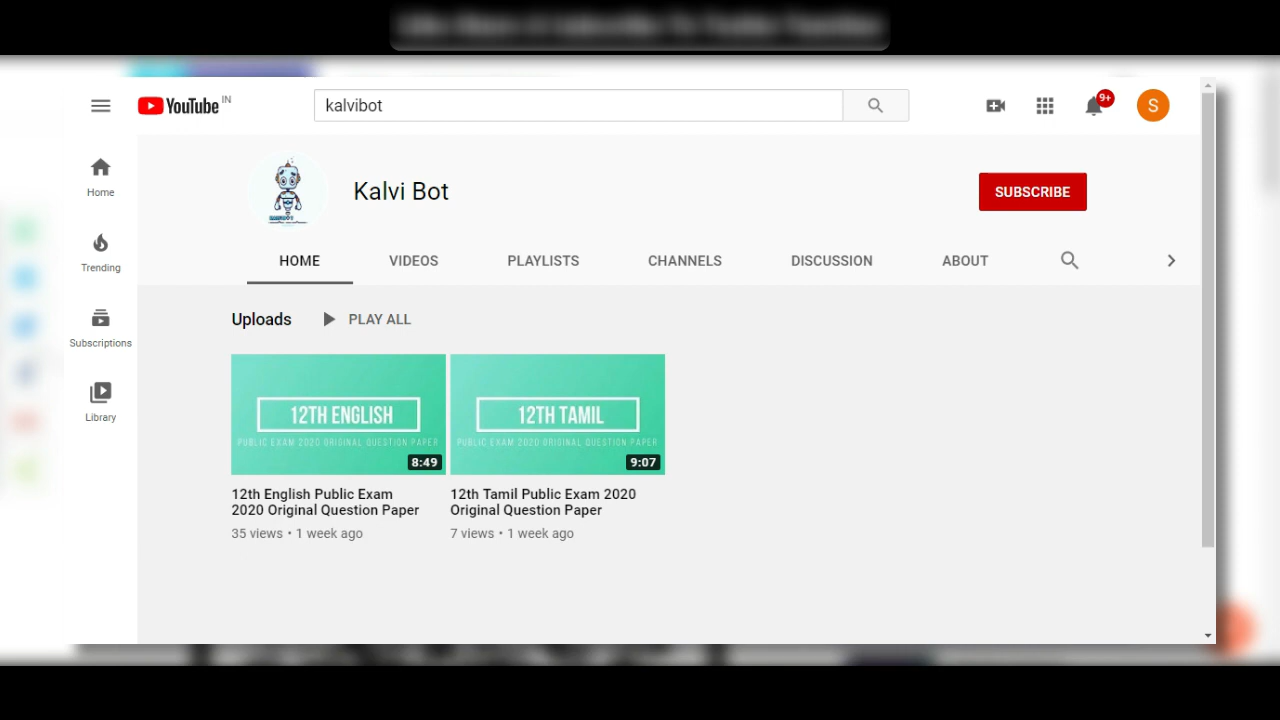 YouTube IN
kalvibot
9+
S
Home
Trending
Subscriptions
Library
Kalvi Bot
SUBSCRIBE
HOME VIDEOS PLAYLISTS CHANNELS DISCUSSION ABOUT
Uploads PLAY ALL
12TH ENGLISH
PUBLIC EXAM 2020 ORIGINAL QUESTION PAPER
8:49
12th English Public Exam
2020 Original Question Paper
35 views • 1 week ago
12TH TAMIL
PUBLIC EXAM 2020 ORIGINAL QUESTION PAPER
9:07
12th Tamil Public Exam 2020
Original Question Paper
7 views • 1 week ago